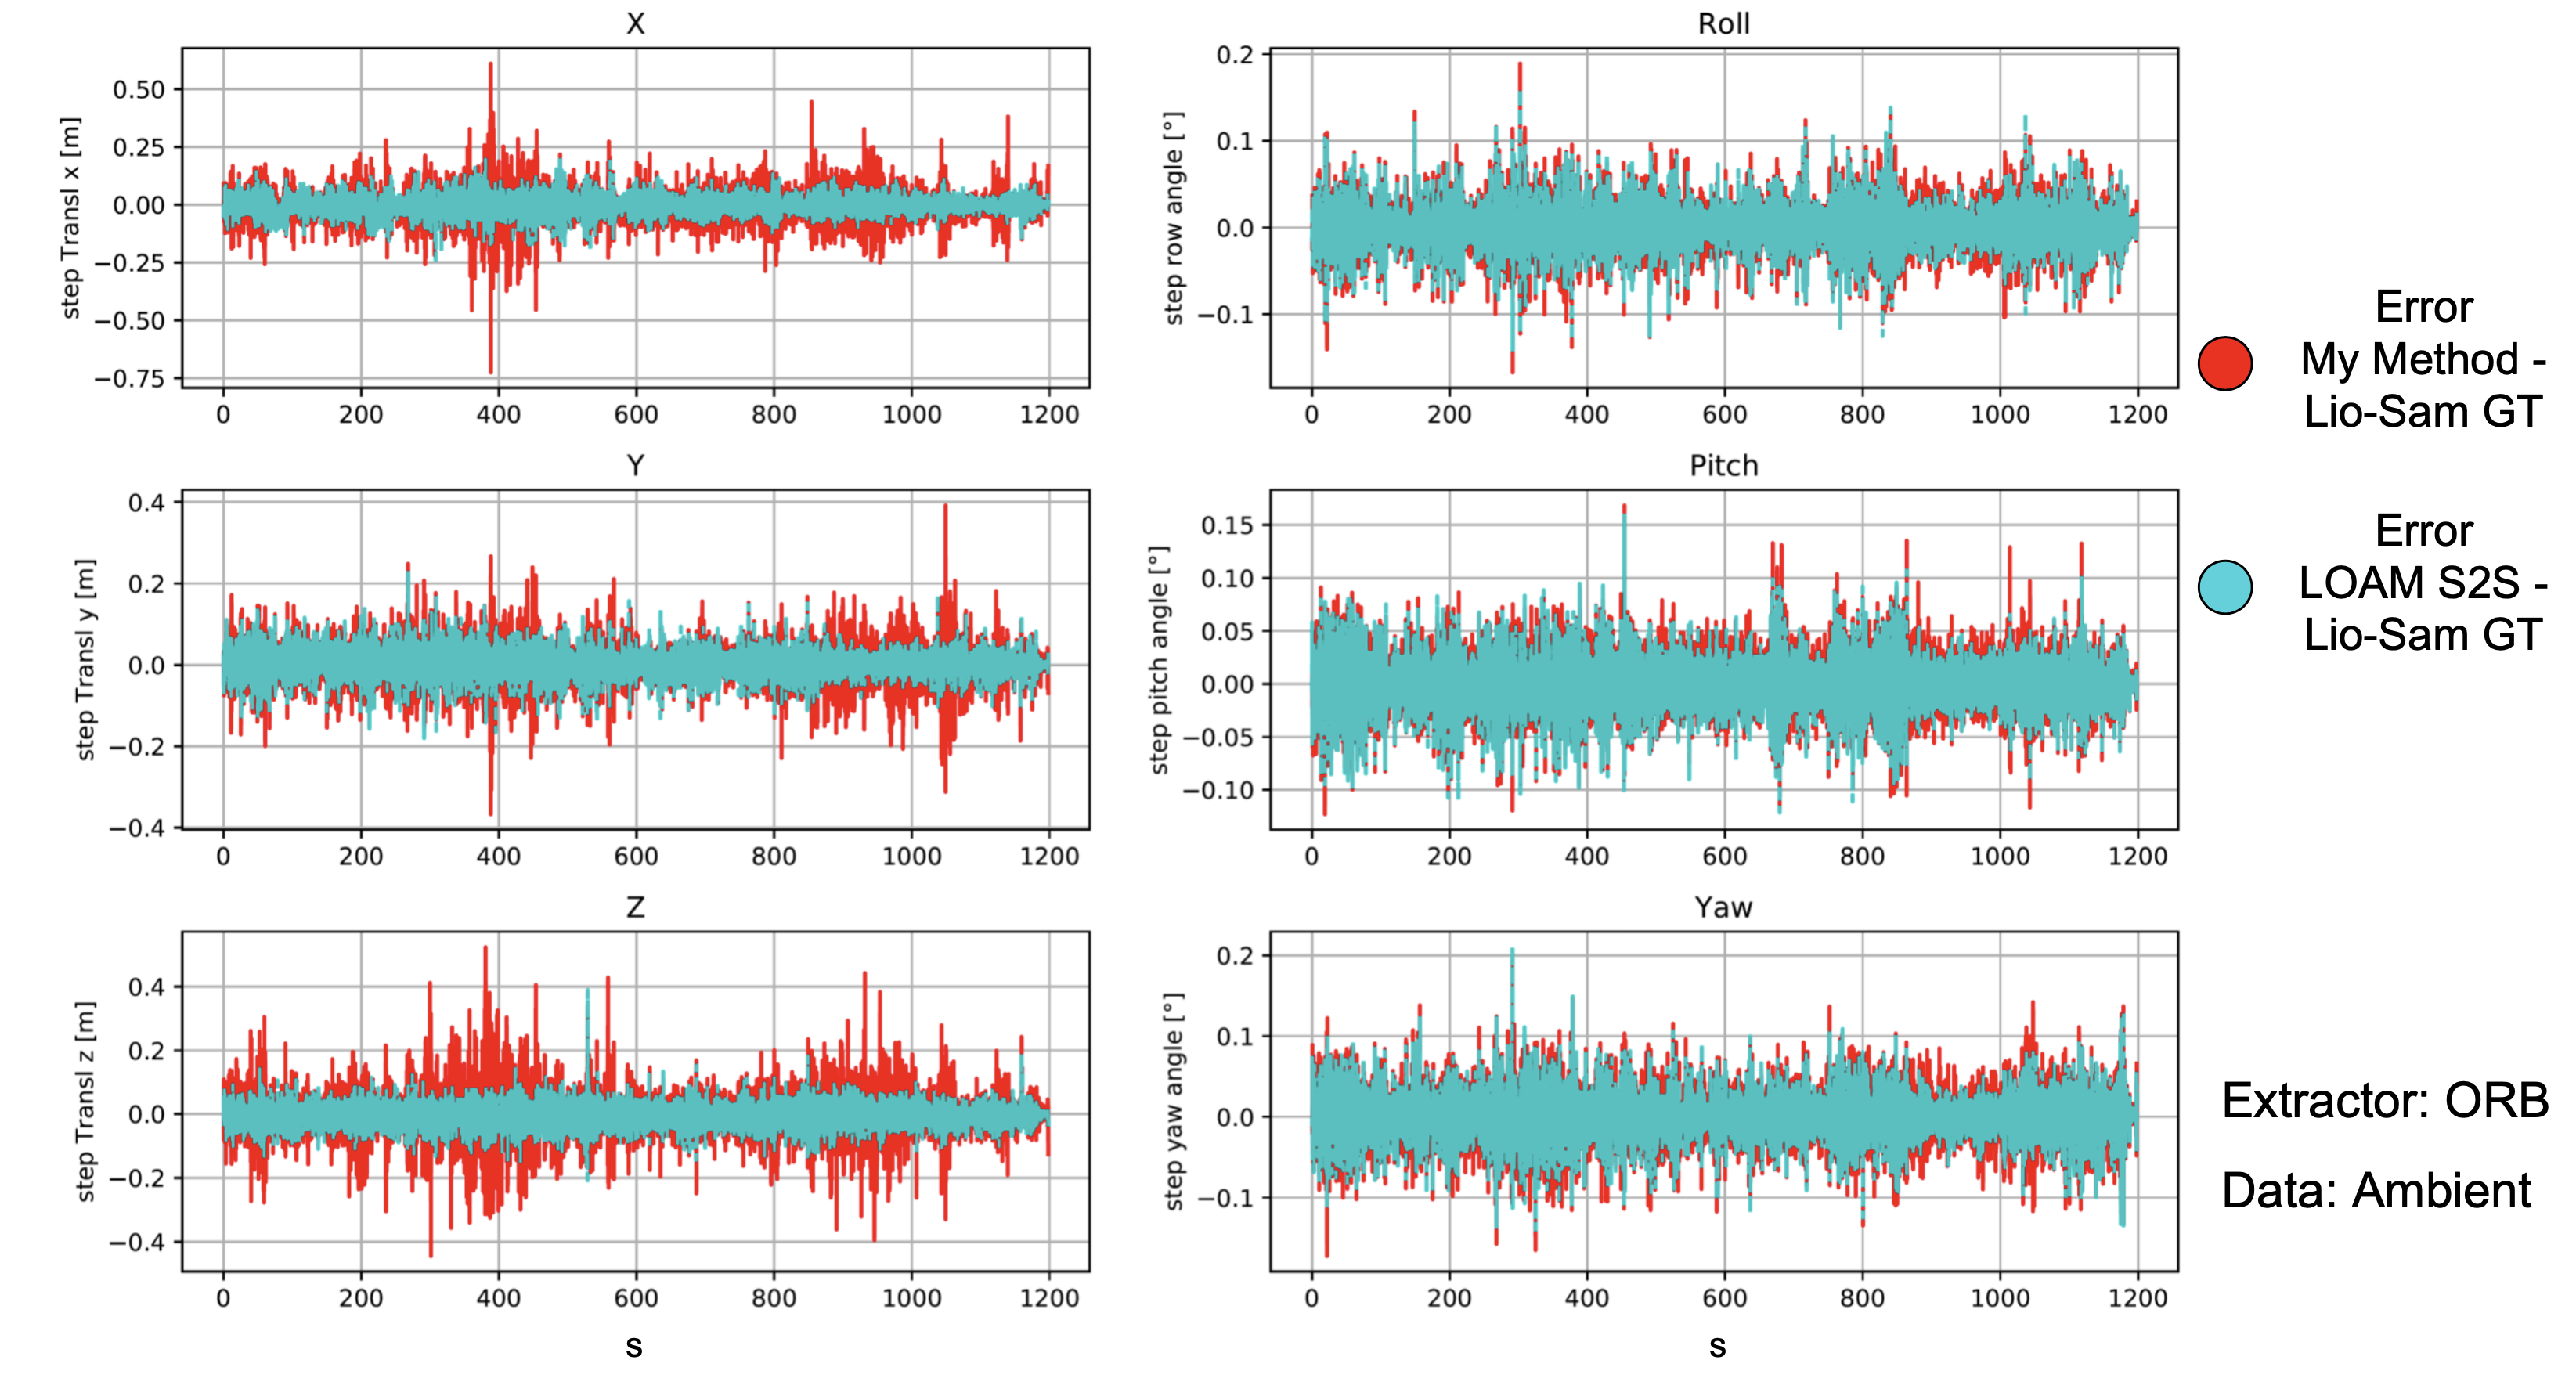 X
step Transl x [m]
0.50
0.25
0.00
−0.25
−0.50
−0.75
0 200 400 600 800 1000 1200
Roll
step row angle [°]
0.2
0.1
0.0
−0.1
0 200 400 600 800 1000 1200
Y
step Transl y [m]
0.4
0.2
0.0
−0.2
−0.4
0 200 400 600 800 1000 1200
Pitch
step pitch angle [°]
0.15
0.10
0.05
0.00
−0.05
−0.10
0 200 400 600 800 1000 1200
Z
step Transl z [m]
0.4
0.2
0.0
−0.2
−0.4
0 200 400 600 800 1000 1200
s
Yaw
step yaw angle [°]
0.2
0.1
0.0
−0.1
0 200 400 600 800 1000 1200
s
Error
My Method -
Lio-Sam GT
Error
LOAM S2S -
Lio-Sam GT
Extractor: ORB
Data: Ambient